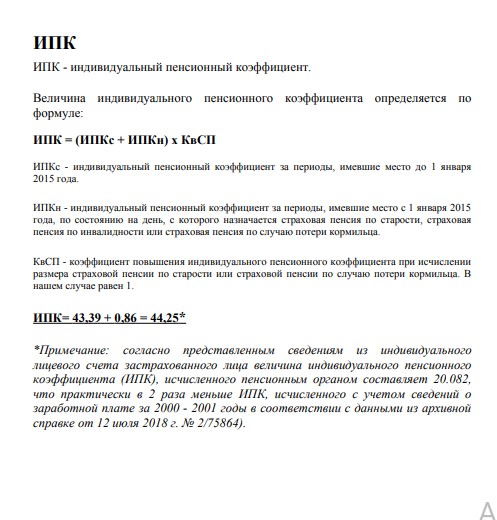 ИПК
ИПК - индивидуальный пенсионный коэффициент.
Величина индивидуального пенсионного коэффициента определяется по
формуле:
ИПК = (ИПКс + ИПКн) х КвСП
ИПКс - индивидуальный пенсионный коэффициент за периоды, имевшие место до 1 января
2015 года.
ИПКн - индивидуальный пенсионный коэффициент за периоды, имевшие место с 1 января 2015
года, по состоянию на день, с которого назначается страховая пенсия по старости, страховая
пенсия по инвалидности или страховая пенсия по случаю потери кормильца.
КвСП - коэффициент повышения индивидуального пенсионного коэффициента при исчислении
размера страховой пенсии по старости или страховой пенсии по случаю потери кормильца. В
нашем случае равен 1.
ИПК= 43,39 + 0,86 = 44,25*
*Примечание: согласно представленным сведениям из индивидуального
лицевого счета застрахованного лица величина индивидуального пенсионного
коэффициента (ИПК), исчисленного пенсионным органом составляет 20.082,
что практически в 2 раза меньше ИПК, исчисленного с учетом сведений о
заработной плате за 2000 - 2001 годы в соответствии с данными из архивной
справке от 12 июля 2018 г. № 2/75864).
А